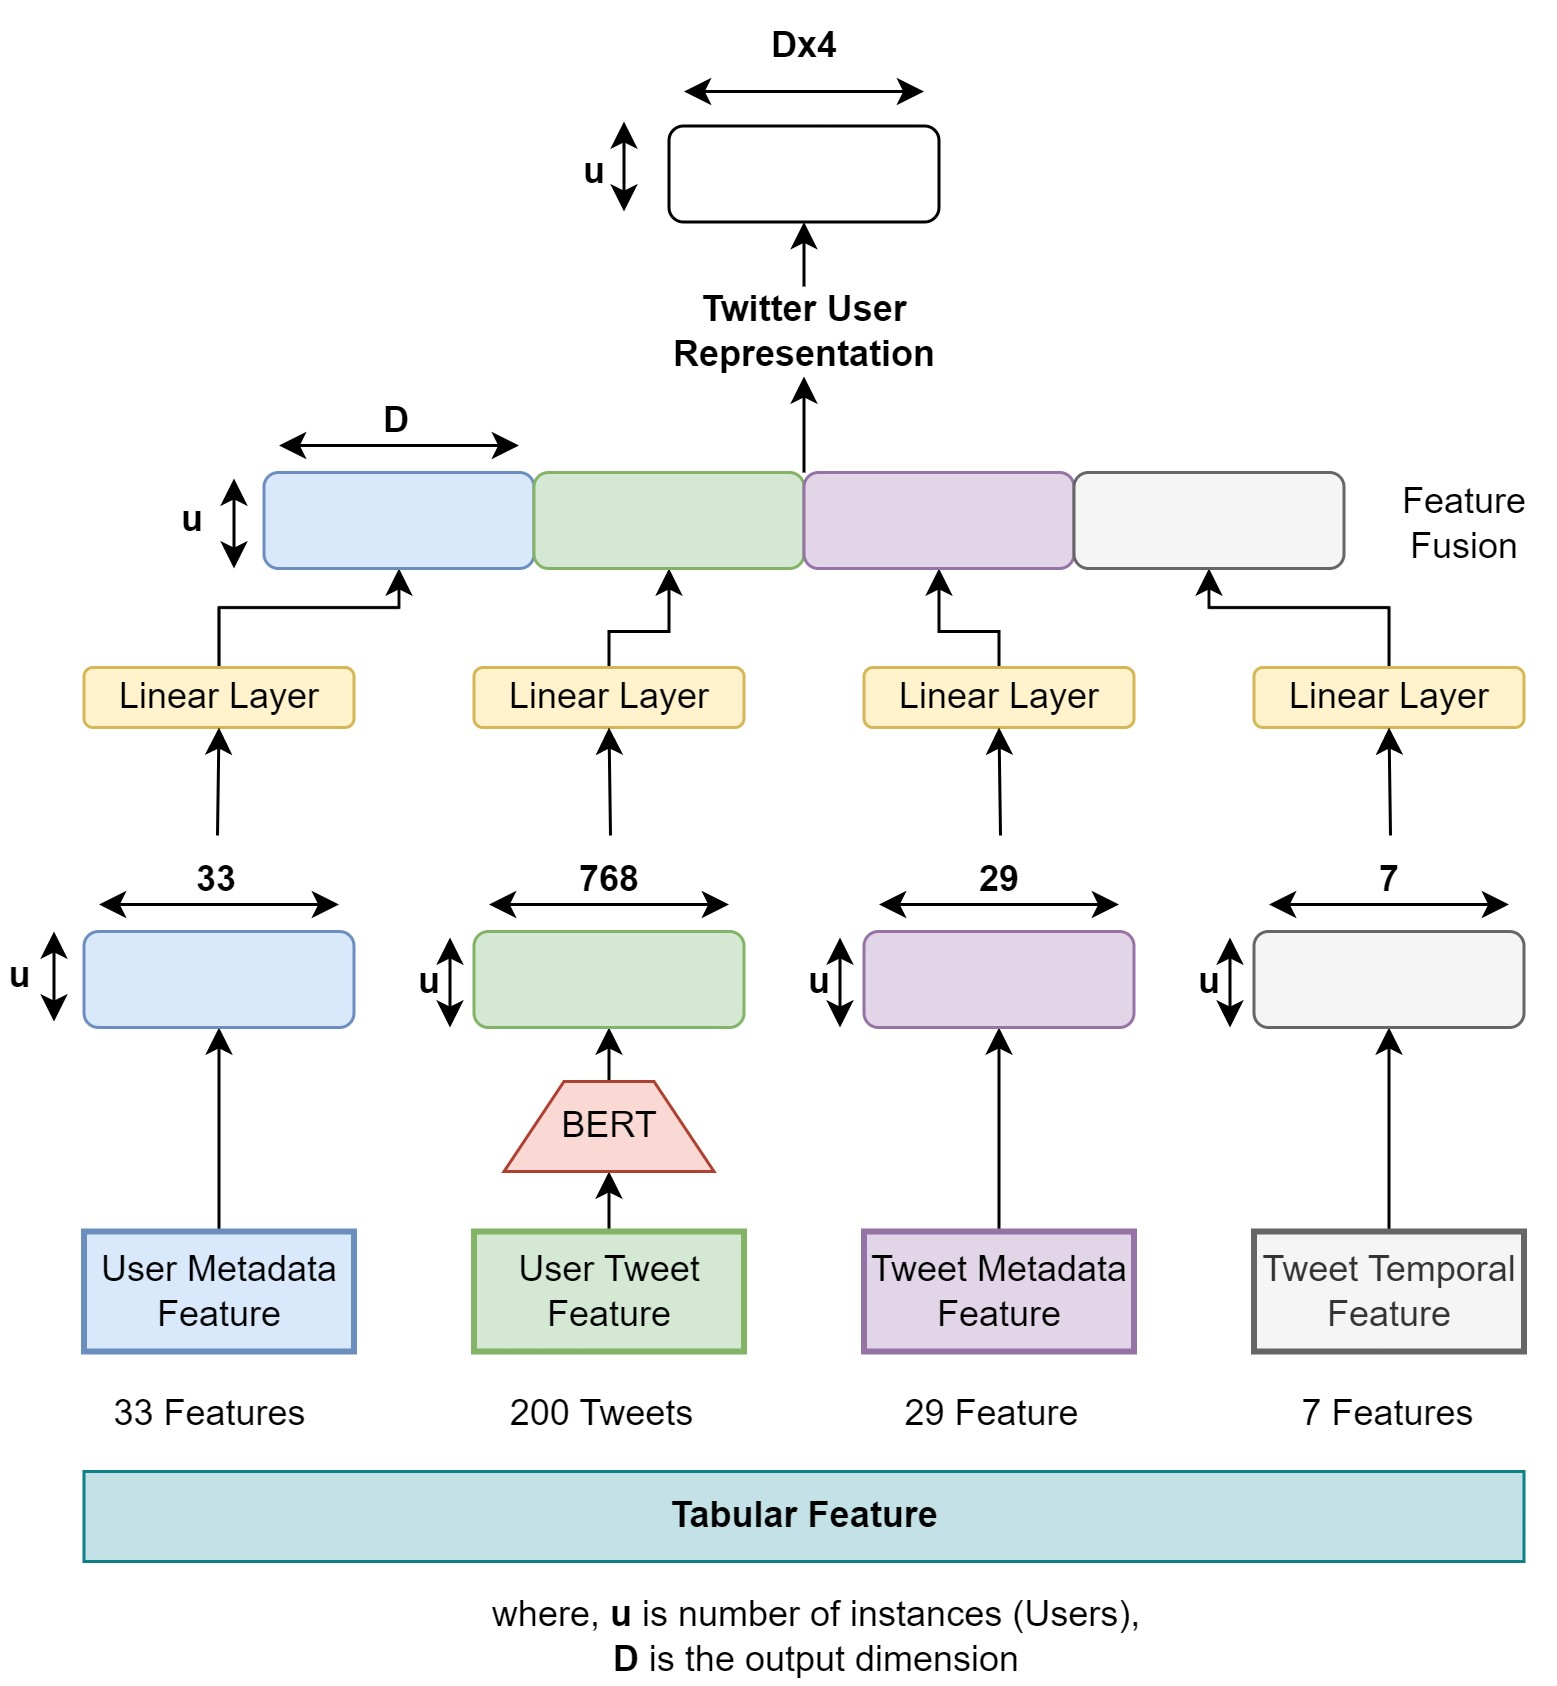 Dx4
u
Twitter User
Representation
D
u
Feature
Fusion
Linear Layer
Linear Layer
Linear Layer
Linear Layer
33
768
29
7
u
u
u
u
BERT
User Metadata
Feature
User Tweet
Feature
Tweet Metadata
Feature
Tweet Temporal
Feature
33 Features
200 Tweets
29 Feature
7 Features
Tabular Feature
where, u is number of instances (Users),
D is the output dimension